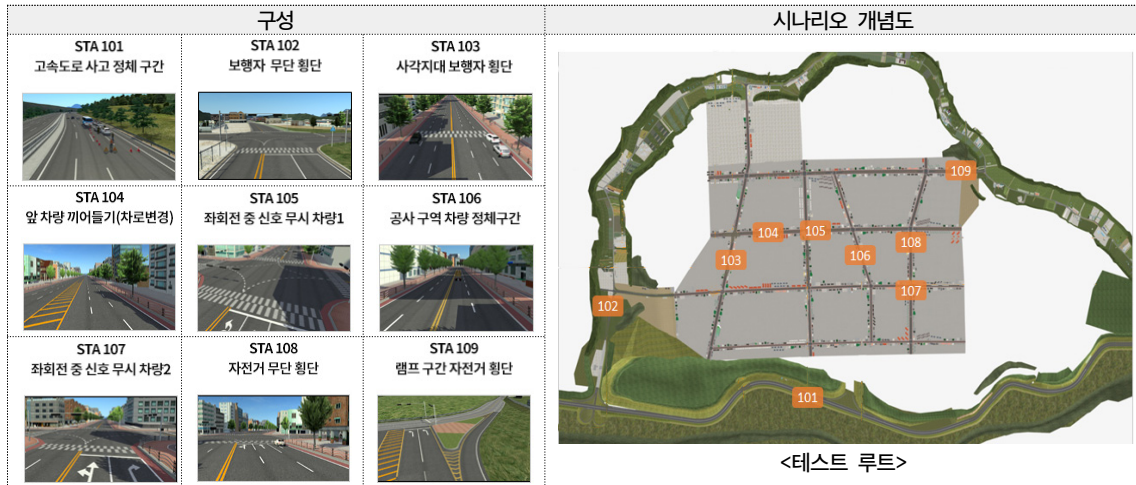 구성
시나리오 개념도
STA 101
고속도로 사고 정체 구간
STA 102
보행자 무단 횡단
STA 103
사각지대 보행자 횡단
STA 104
앞 차량 끼어들기(차로변경)
STA 105
좌회전 중 신호 무시 차량1
STA 106
공사 구역 차량 정체구간
STA 107
좌회전 중 신호 무시 차량2
STA 108
자전거 무단 횡단
STA 109
램프 구간 자전거 횡단
109
104
105
108
103
106
107
102
101
<테스트 루트>